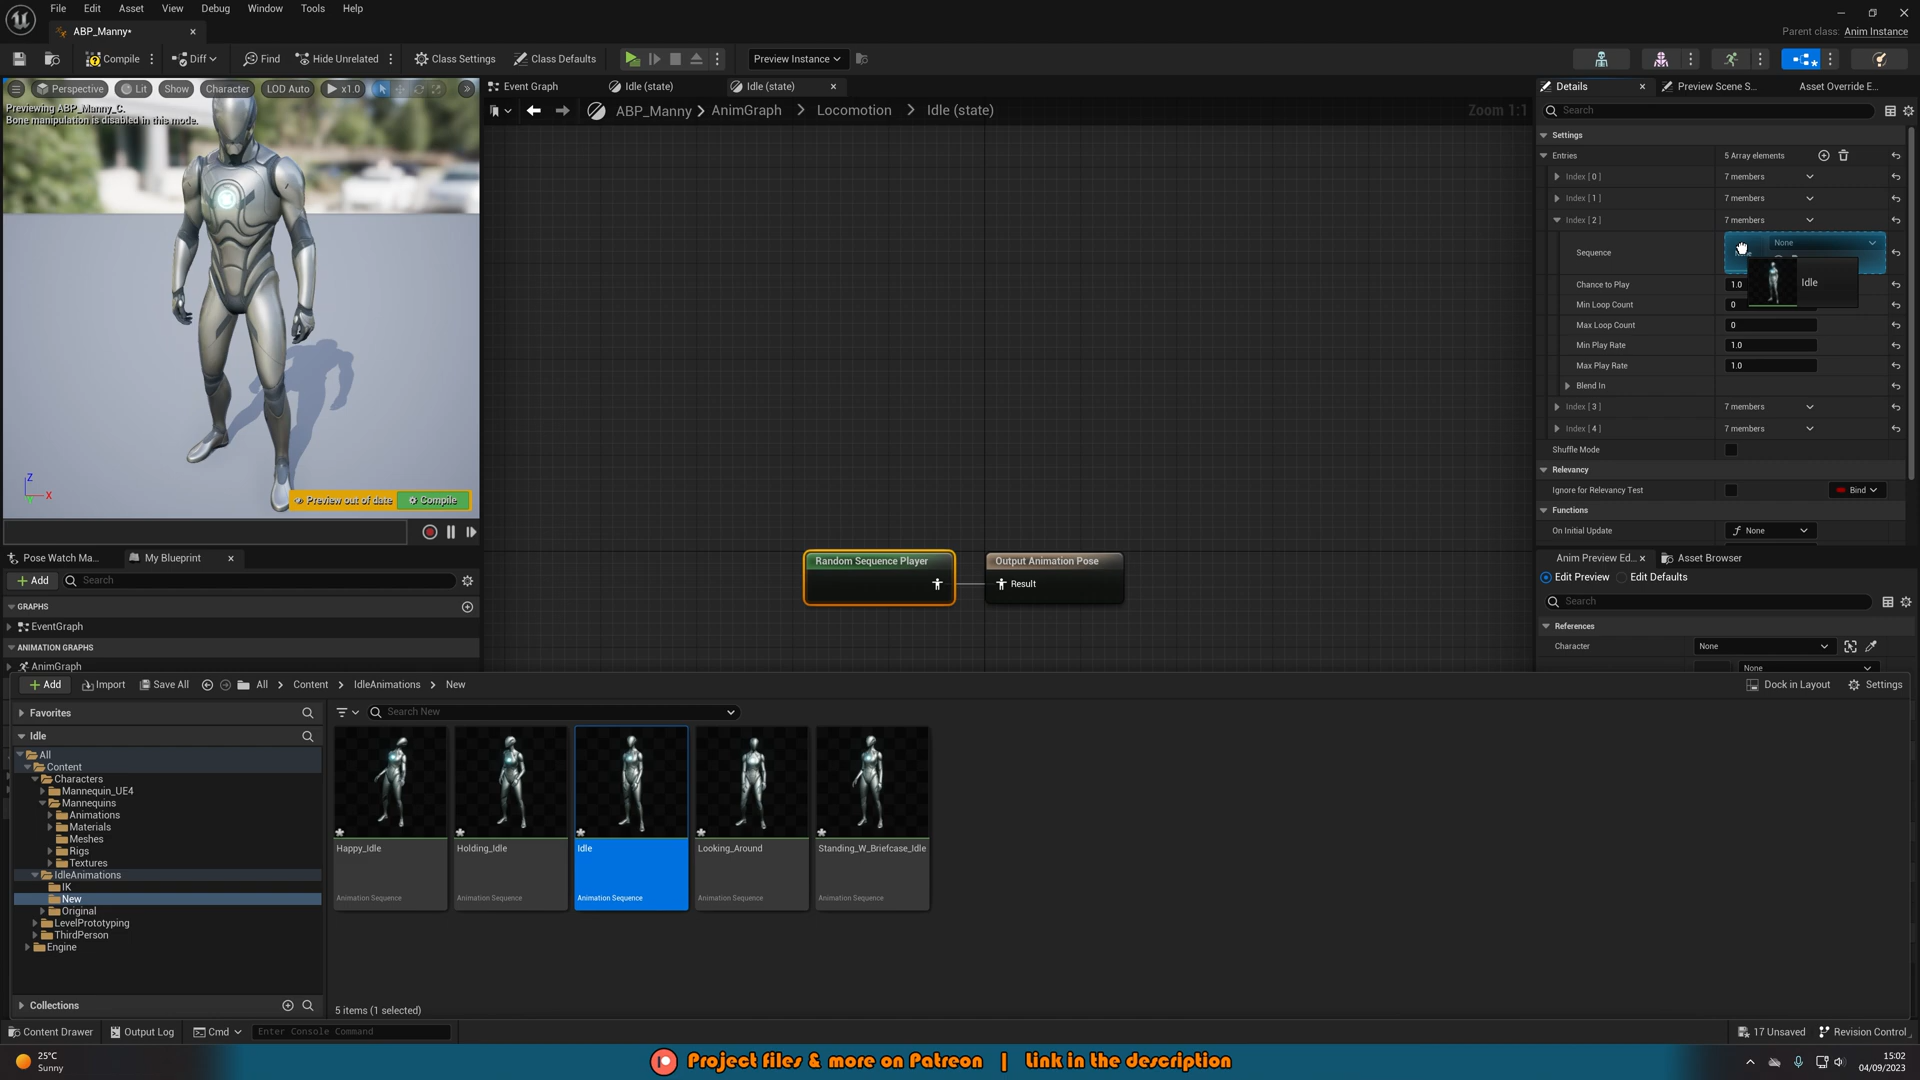 File Edit Asset View Debug Window Tools Help
ABP_Manny*
Parent class: Anim Instance
Compile Diff Find Hide Unrelated Class Settings Class Defaults Preview Instance
Perspective Lit Show Character LOD Auto x1.0
Previewing ABP_Manny_C.
Bone manipulation is disabled in this mode.
Z
X
Preview out of date Compile
Event Graph Idle (state) Idle (state)
ABP_Manny AnimGraph Locomotion Idle (state) Zoom 1:1
Random Sequence Player
Output Animation Pose
Result
Details Preview Scene S... Asset Override E...
Search
Settings
Entries 5 Array elements
Index [ 0 ] 7 members
Index [ 1 ] 7 members
Index [ 2 ] 7 members
Sequence None
Idle
Chance to Play 1.0
Min Loop Count 0
Max Loop Count 0
Min Play Rate 1.0
Max Play Rate 1.0
Blend In
Index [ 3 ] 7 members
Index [ 4 ] 7 members
Shuffle Mode
Relevancy
Ignore for Relevancy Test Bind
Functions
On Initial Update None
Anim Preview Ed... Asset Browser
Edit Preview Edit Defaults
Search
References
Character None
None
Pose Watch Ma... My Blueprint
Add Search
GRAPHS
EventGraph
ANIMATION GRAPHS
AnimGraph
Add Import Save All All Content IdleAnimations New Dock in Layout Settings
Favorites
Idle
All
Content
Characters
Mannequin_UE4
Mannequins
Animations
Materials
Meshes
Rigs
Textures
IdleAnimations
IK
New
Original
LevelPrototyping
ThirdPerson
Engine
Collections
Search New
Happy_Idle Holding_Idle Idle Looking_Around Standing_W_Briefcase_Idle
Animation Sequence Animation Sequence Animation Sequence Animation Sequence Animation Sequence
5 items (1 selected)
Content Drawer Output Log Cmd Enter Console Command 17 Unsaved Revision Control
25°C
Sunny
Project files & more on Patreon | Link in the description
15:02
04/09/2023